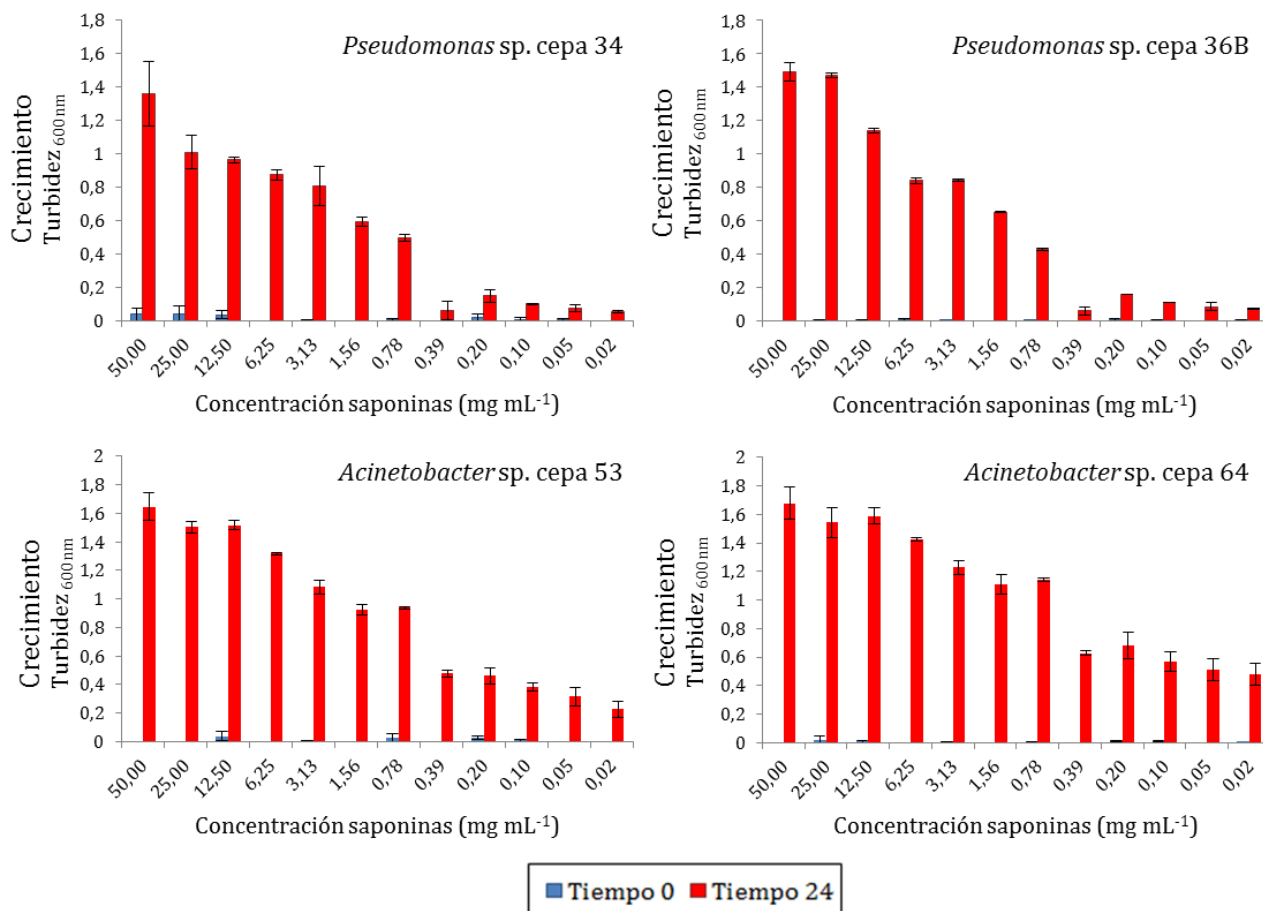 Pseudomonas sp. cepa 34
Crecimiento
Turbidez 600 nm
1,8
1,6
1,4
1,2
1
0,8
0,6
0,4
0,2
0
50,00 25,00 12,50 6,25 3,13 1,56 0,78 0,39 0,20 0,10 0,05 0,02
Concentración saponinas (mg mL-1)
Pseudomonas sp. cepa 36B
Crecimiento
Turbidez 600 nm
1,8
1,6
1,4
1,2
1
0,8
0,6
0,4
0,2
0
50,00 25,00 12,50 6,25 3,13 1,56 0,78 0,39 0,20 0,10 0,05 0,02
Concentración saponinas (mg mL-1)
Acinetobacter sp. cepa 53
Crecimiento
Turbidez 600 nm
2
1,8
1,6
1,4
1,2
1
0,8
0,6
0,4
0,2
0
50,00 25,00 12,50 6,25 3,13 1,56 0,78 0,39 0,20 0,10 0,05 0,02
Concentración saponinas (mg mL-1)
Acinetobacter sp. cepa 64
Crecimiento
Turbidez 600 nm
2
1,8
1,6
1,4
1,2
1
0,8
0,6
0,4
0,2
0
50,00 25,00 12,50 6,25 3,13 1,56 0,78 0,39 0,20 0,10 0,05 0,02
Concentración saponinas (mg mL-1)
Tiempo 0 Tiempo 24